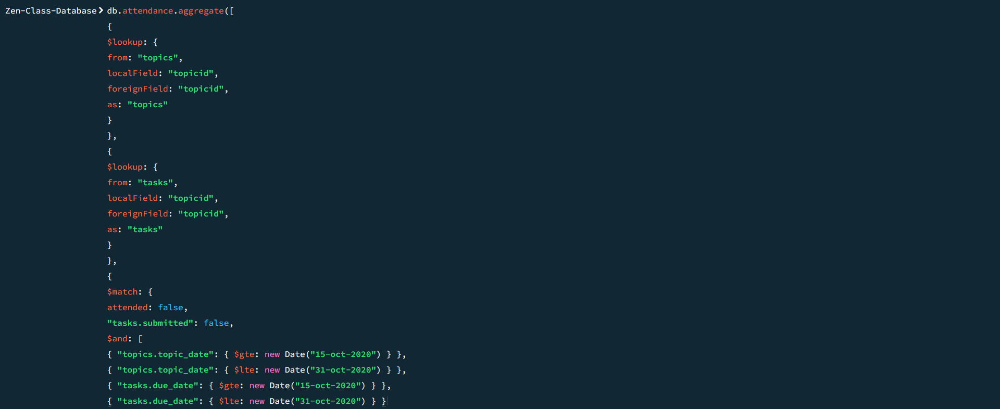 Zen-Class-Database> db.attendance.aggregate([
{
$lookup: {
from: "topics",
localField: "topicid",
foreignField: "topicid",
as: "topics"
}
},
{
$lookup: {
from: "tasks",
localField: "topicid",
foreignField: "topicid",
as: "tasks"
}
},
{
$match: {
attended: false,
"tasks.submitted": false,
$and: [
{ "topics.topic_date": { $gte: new Date("15-oct-2020") } },
{ "topics.topic_date": { $lte: new Date("31-oct-2020") } },
{ "tasks.due_date": { $gte: new Date("15-oct-2020") } },
{ "tasks.due_date": { $lte: new Date("31-oct-2020") } }